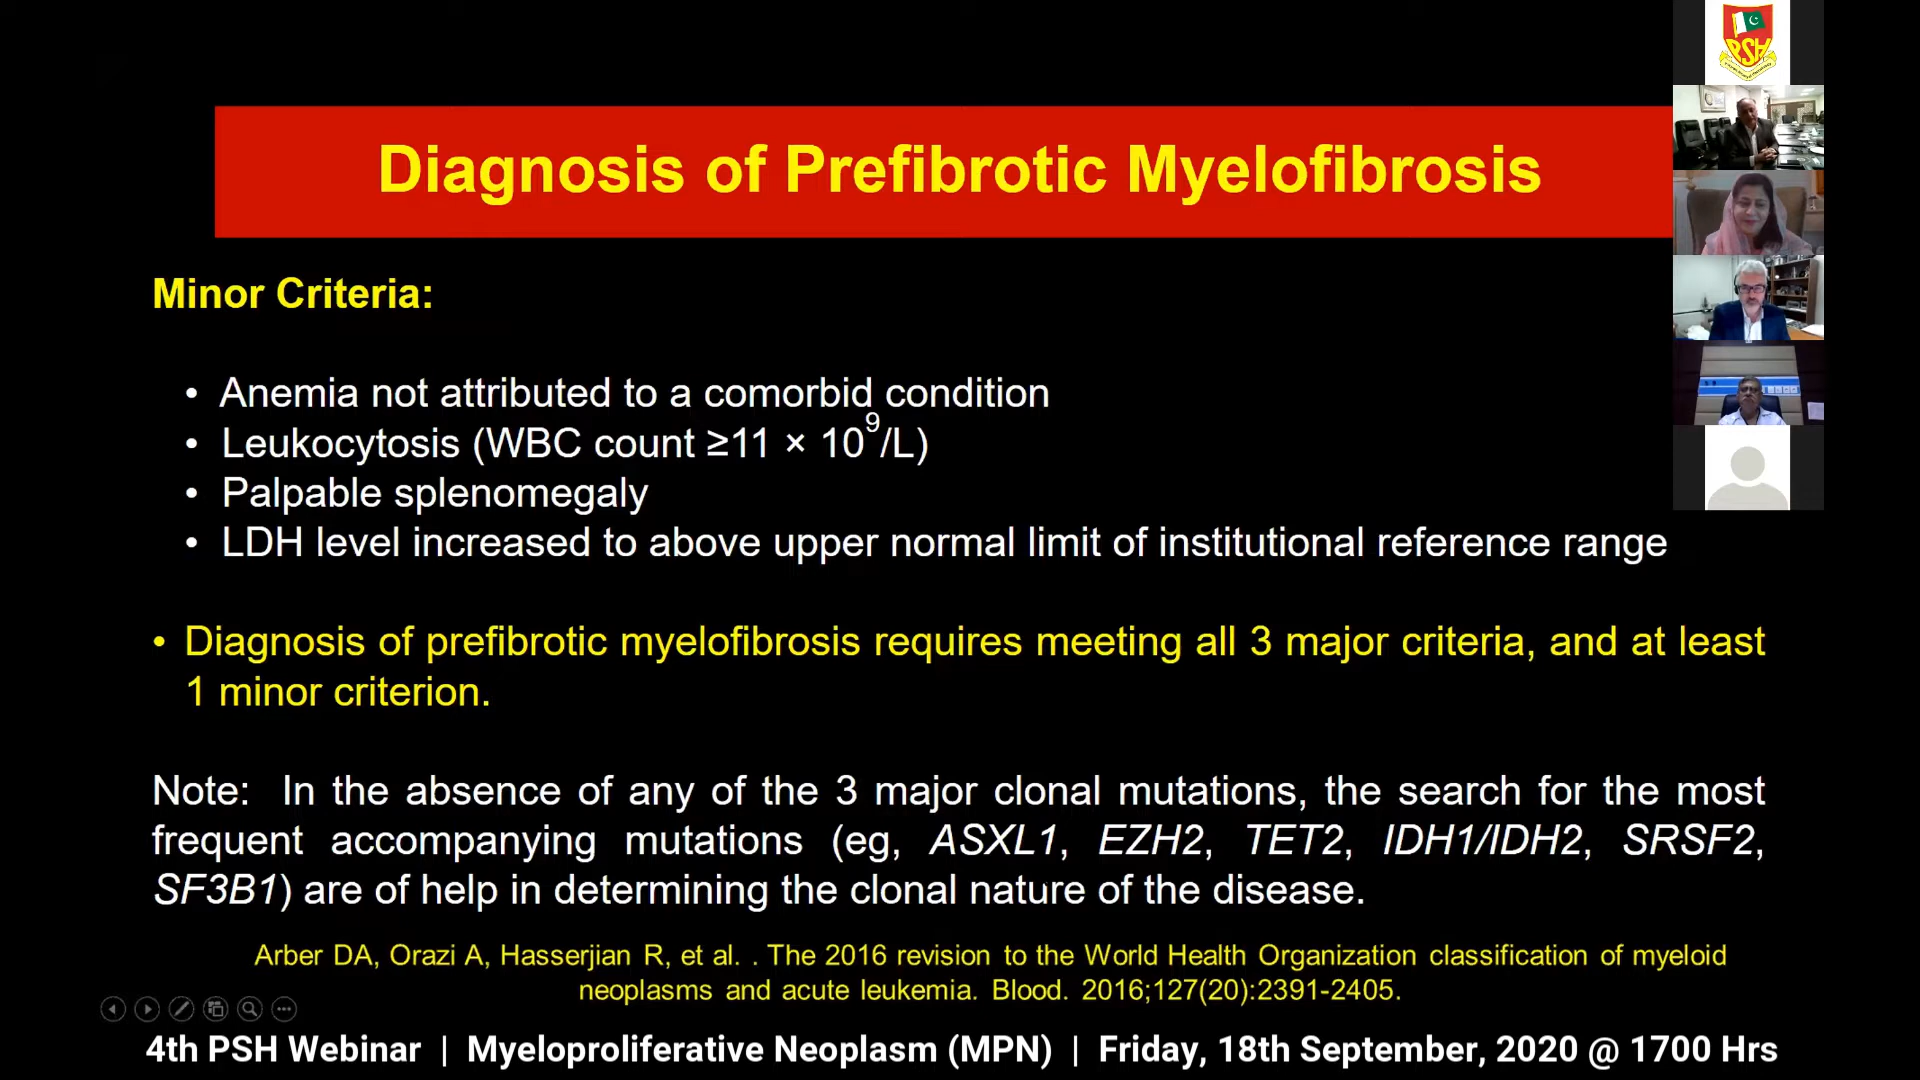 PSH
Diagnosis of Prefibrotic Myelofibrosis
Minor Criteria:
• Anemia not attributed to a comorbid condition
• Leukocytosis (WBC count ≥11 × 10⁹/L)
• Palpable splenomegaly
• LDH level increased to above upper normal limit of institutional reference range
• Diagnosis of prefibrotic myelofibrosis requires meeting all 3 major criteria, and at least
1 minor criterion.
Note: In the absence of any of the 3 major clonal mutations, the search for the most
frequent accompanying mutations (eg, ASXL1, EZH2, TET2, IDH1/IDH2, SRSF2,
SF3B1) are of help in determining the clonal nature of the disease.
Arber DA, Orazi A, Hasserjian R, et al. . The 2016 revision to the World Health Organization classification of myeloid
neoplasms and acute leukemia. Blood. 2016;127(20):2391-2405.
4th PSH Webinar | Myeloproliferative Neoplasm (MPN) | Friday, 18th September, 2020 @ 1700 Hrs